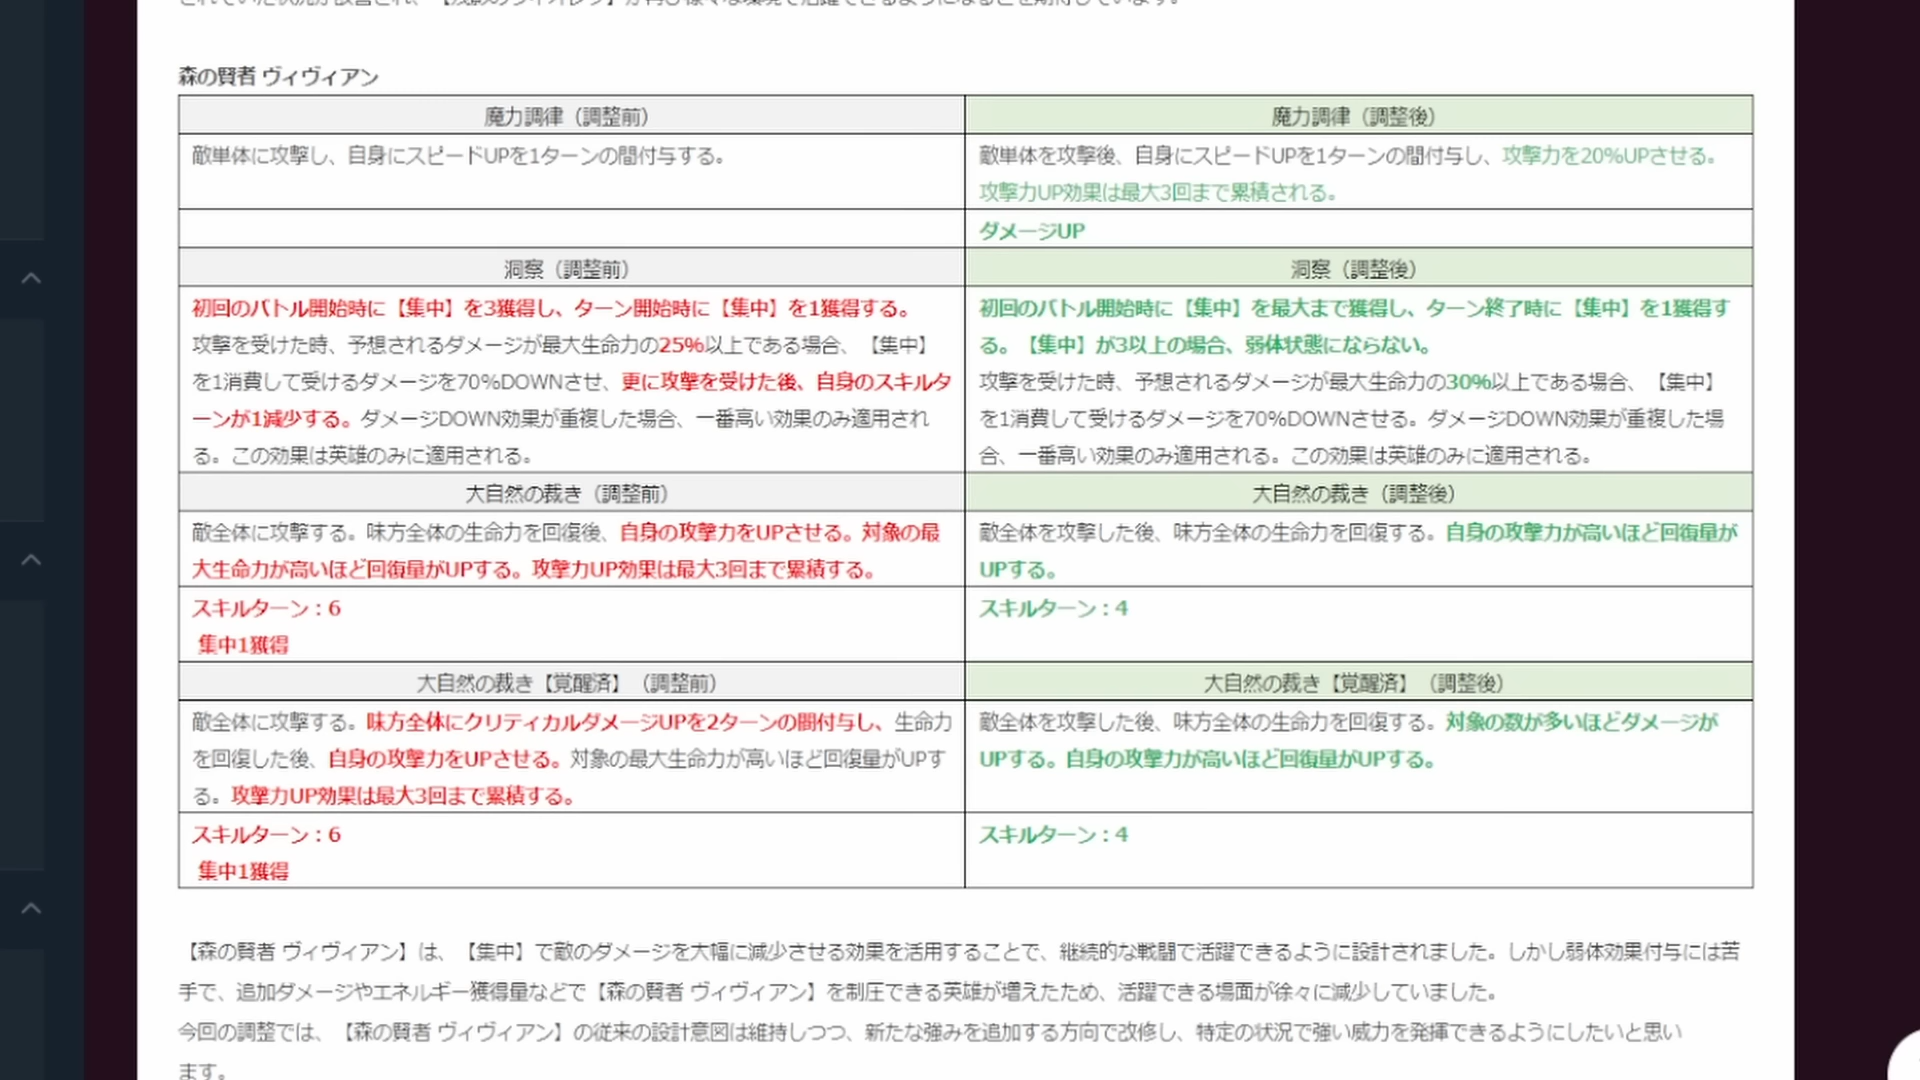 森の賢者 ヴィヴィアン
魔力調律（調整前）
魔力調律（調整後）
敵単体に攻撃し、自身にスピードUPを1ターンの間付与する。
敵単体を攻撃後、自身にスピードUPを1ターンの間付与し、攻撃力を20%UPさせる。
攻撃力UP効果は最大3回まで累積される。
ダメージUP
洞察（調整前）
洞察（調整後）
初回のバトル開始時に【集中】を3獲得し、ターン開始時に【集中】を1獲得する。
攻撃を受けた時、予想されるダメージが最大生命力の25%以上である場合、【集中】
を1消費して受けるダメージを70%DOWNさせ、更に攻撃を受けた後、自身のスキルタ
ーンが1減少する。ダメージDOWN効果が重複した場合、一番高い効果のみ適用され
る。この効果は英雄のみに適用される。
初回のバトル開始時に【集中】を最大まで獲得し、ターン終了時に【集中】を1獲得す
る。【集中】が3以上の場合、弱体状態にならない。
攻撃を受けた時、予想されるダメージが最大生命力の30%以上である場合、【集中】
を1消費して受けるダメージを70%DOWNさせる。ダメージDOWN効果が重複した場
合、一番高い効果のみ適用される。この効果は英雄のみに適用される。
大自然の裁き（調整前）
大自然の裁き（調整後）
敵全体に攻撃する。味方全体の生命力を回復後、自身の攻撃力をUPさせる。対象の最
大生命力が高いほど回復量がUPする。攻撃力UP効果は最大3回まで累積する。
敵全体を攻撃した後、味方全体の生命力を回復する。自身の攻撃力が高いほど回復量が
UPする。
スキルターン：6
集中1獲得
スキルターン：4
大自然の裁き【覚醒済】（調整前）
大自然の裁き【覚醒済】（調整後）
敵全体に攻撃する。味方全体にクリティカルダメージUPを2ターンの間付与し、生命力
を回復した後、自身の攻撃力をUPさせる。対象の最大生命力が高いほど回復量がUPす
る。攻撃力UP効果は最大3回まで累積する。
敵全体を攻撃した後、味方全体の生命力を回復する。対象の数が多いほどダメージが
UPする。自身の攻撃力が高いほど回復量がUPする。
スキルターン：6
集中1獲得
スキルターン：4
【森の賢者 ヴィヴィアン】は、【集中】で敵のダメージを大幅に減少させる効果を活用することで、継続的な戦闘で活躍できるように設計されました。しかし弱体効果付与には苦
手で、追加ダメージやエネルギー獲得量などで【森の賢者 ヴィヴィアン】を制圧できる英雄が増えたため、活躍できる場面が徐々に減少していました。
今回の調整では、【森の賢者 ヴィヴィアン】の従来の設計意図は維持しつつ、新たな強みを追加する方向で改修し、特定の状況で強い威力を発揮できるようにしたいと思い
ます。